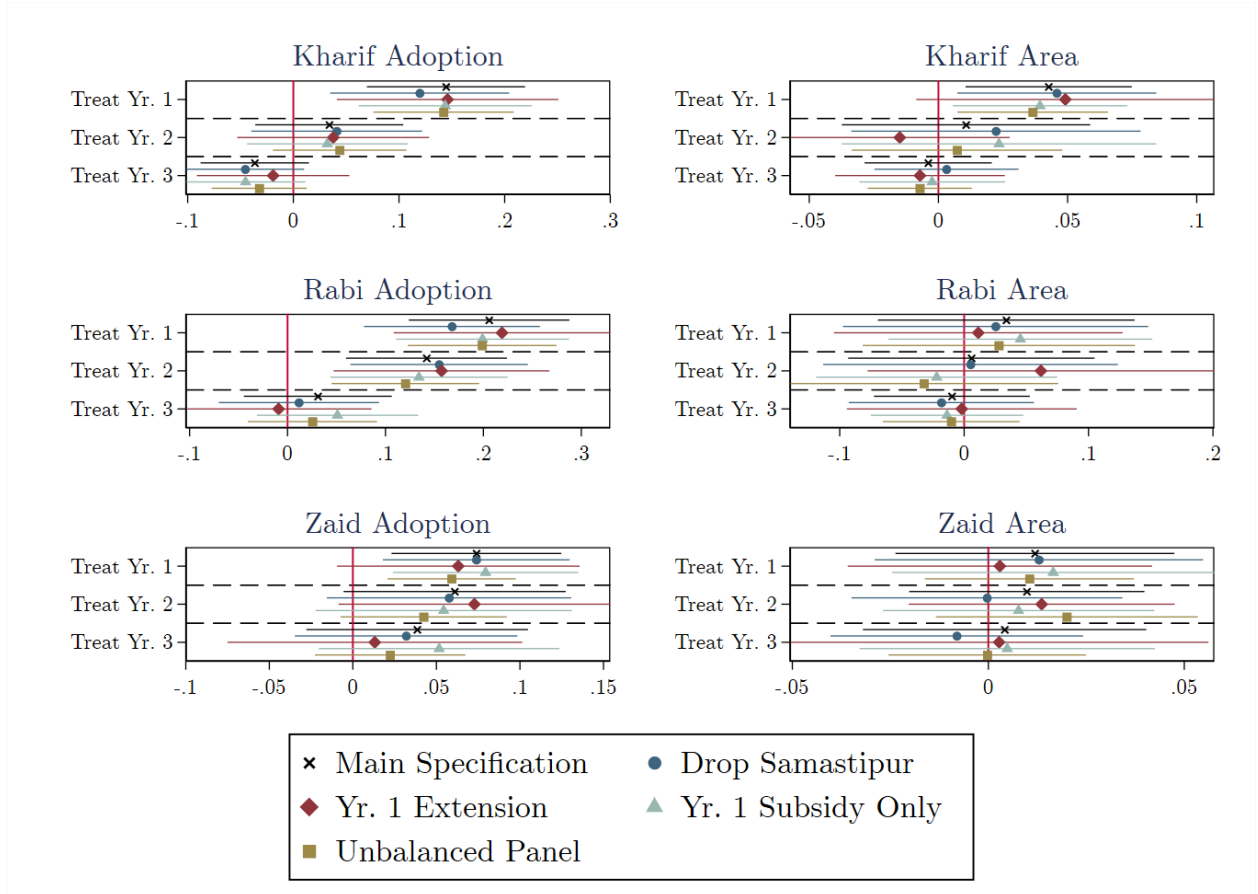 Kharif Adoption
Treat Yr. 1
Treat Yr. 2
Treat Yr. 3
-.1 0 .1 .2 .3
Kharif Area
Treat Yr. 1
Treat Yr. 2
Treat Yr. 3
-.05 0 .05 .1
Rabi Adoption
Treat Yr. 1
Treat Yr. 2
Treat Yr. 3
-.1 0 .1 .2 .3
Rabi Area
Treat Yr. 1
Treat Yr. 2
Treat Yr. 3
-.1 0 .1 .2
Zaid Adoption
Treat Yr. 1
Treat Yr. 2
Treat Yr. 3
-.1 -.05 0 .05 .1 .15
Zaid Area
Treat Yr. 1
Treat Yr. 2
Treat Yr. 3
-.05 0 .05
Main Specification
Drop Samastipur
Yr. 1 Extension
Yr. 1 Subsidy Only
Unbalanced Panel